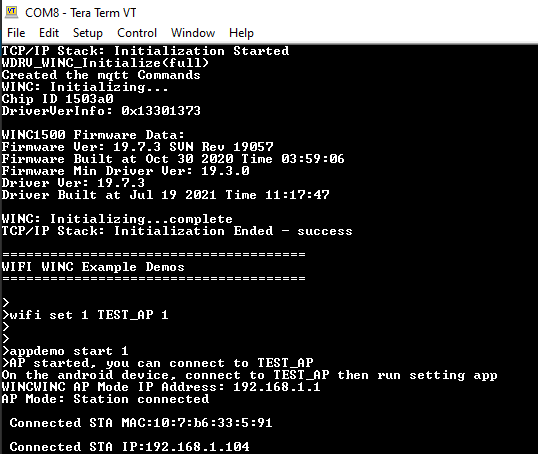 COM8 - Tera Term VT
File Edit Setup Control Window Help
TCP/IP Stack: Initialization Started
WDRU_WINC_Initialize(full)
Created the mqtt Commands
WINC: Initializing...
Chip ID 1503a0
DriverVerInfo: 0x13301373
WINC1500 Firmware Data:
Firmware Ver: 19.7.3 SVN Rev 19057
Firmware Built at Oct 30 2020 Time 03:59:06
Firmware Min Driver Ver: 19.3.0
Driver Ver: 19.7.3
Driver Built at Jul 19 2021 Time 11:17:47
WINC: Initializing...complete
TCP/IP Stack: Initialization Ended - success
=======================================
WIFI WINC Example Demos
=======================================
>
>wifi set 1 TEST_AP 1
>
>
>appdemo start 1
>AP started, you can connect to TEST_AP
On the android device, connect to TEST_AP then run setting app
WINCWINC AP Mode IP Address: 192.168.1.1
AP Mode: Station connected
Connected STA MAC:10:7:b6:33:5:91
Connected STA IP:192.168.1.104